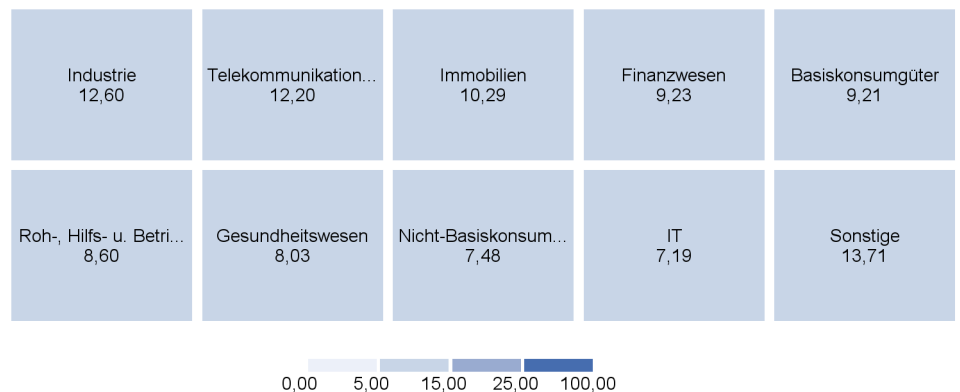 Industrie
12,60
Telekommunikation...
12,20
Immobilien
10,29
Finanzwesen
9,23
Basiskonsumgüter
9,21
Roh-, Hilfs- u. Betri...
8,60
Gesundheitswesen
8,03
Nicht-Basiskonsum...
7,48
IT
7,19
Sonstige
13,71
0,00 5,00 15,00 25,00 100,00